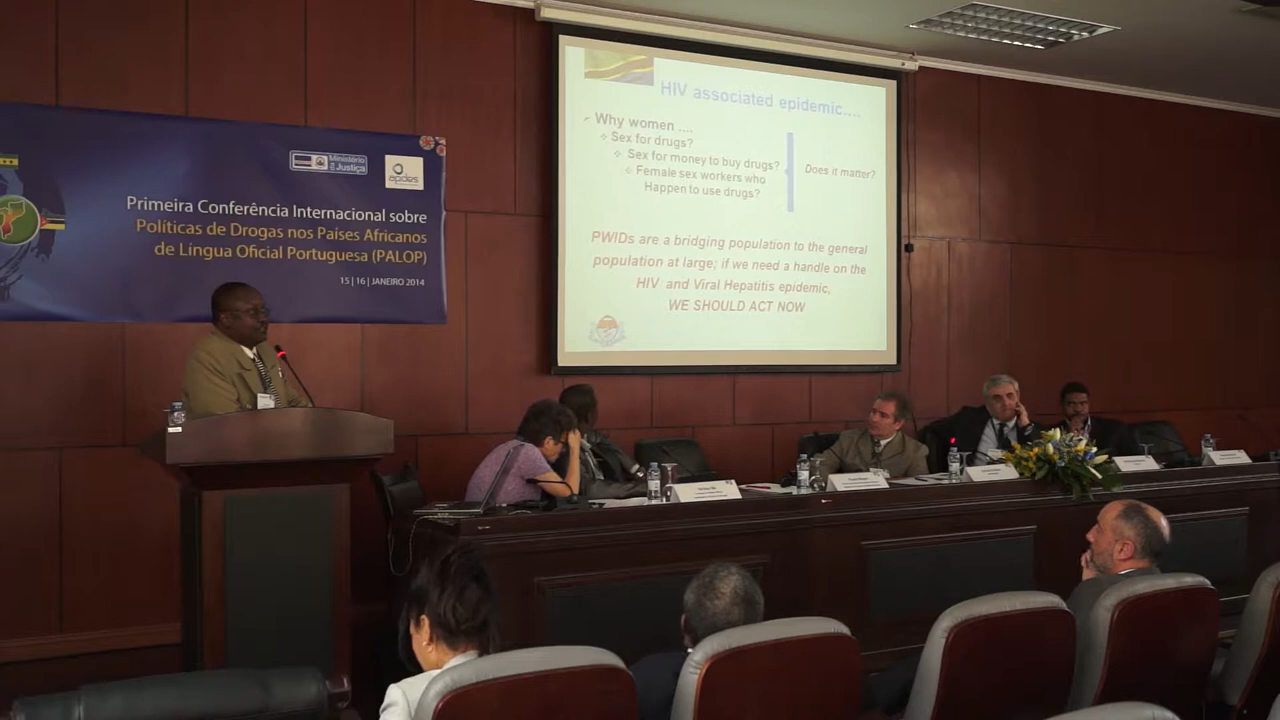 Ministério
da
Justiça
apdes
Primeira Conferência Internacional sobre
Políticas de Drogas nos Países Africanos
de Língua Oficial Portuguesa (PALOP)
15 | 16 | JANEIRO 2014
HIV associated epidemic....
Why women ....
Sex for drugs?
Sex for money to buy drugs?
Female sex workers who
Happen to use drugs?
Does it matter?
PWIDs are a bridging population to the general
population at large; if we need a handle on the
HIV and Viral Hepatitis epidemic,
WE SHOULD ACT NOW